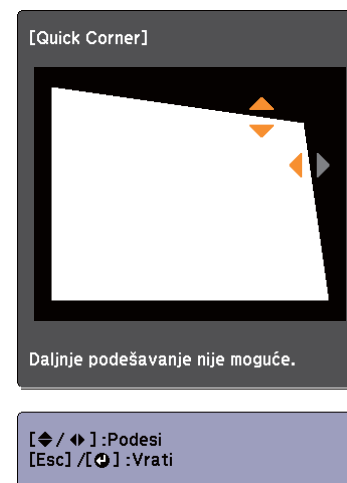 [Quick Corner]
Daljnje podešavanje nije moguće.
[◆/◆]:Podesi
[Esc]/[↵]:Vrati